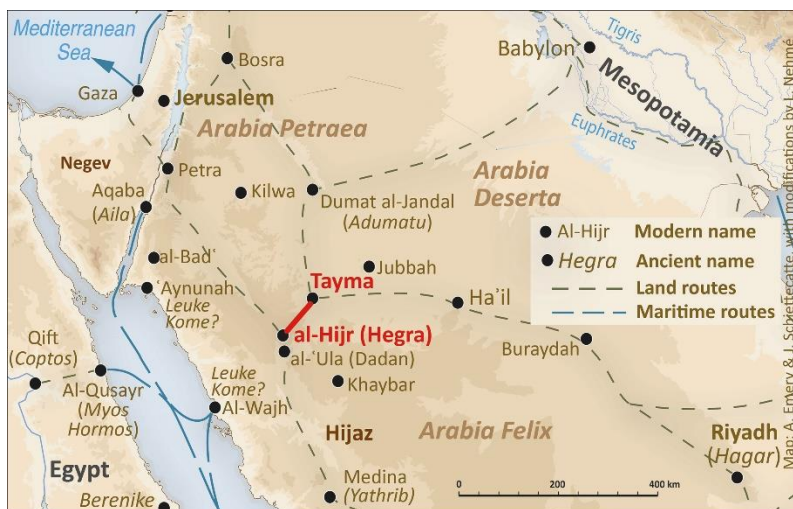 Mediterranean
Sea
Gaza
Jerusalem
Bosra
Babylon
Tigris
Mesopotamia
Euphrates
Arabia Petraea
Negev
Petra
Aqaba
(Aila)
Kilwa
Dumat al-Jandal
(Adumatu)
Arabia
Deserta
al-Badʿ
ʿAynunah
Leuke
Kome?
Jubbah
Tayma
Ha'il
al-Hijr (Hegra)
al-ʿUla (Dadan)
Khaybar
Buraydah
Al-Hijr Modern name
Hegra Ancient name
Land routes
Maritime routes
Qift
(Coptos)
Al-Qusayr
(Myos
Hormos)
Leuke
Kome?
Al-Wajh
Hijaz
Arabia Felix
Riyadh
(Hagar)
Egypt
Berenike
Medina
(Yathrib)
0 200 400 km
Map: A. Emery & J. Schiettecatte, with modifications by L. Nehmé